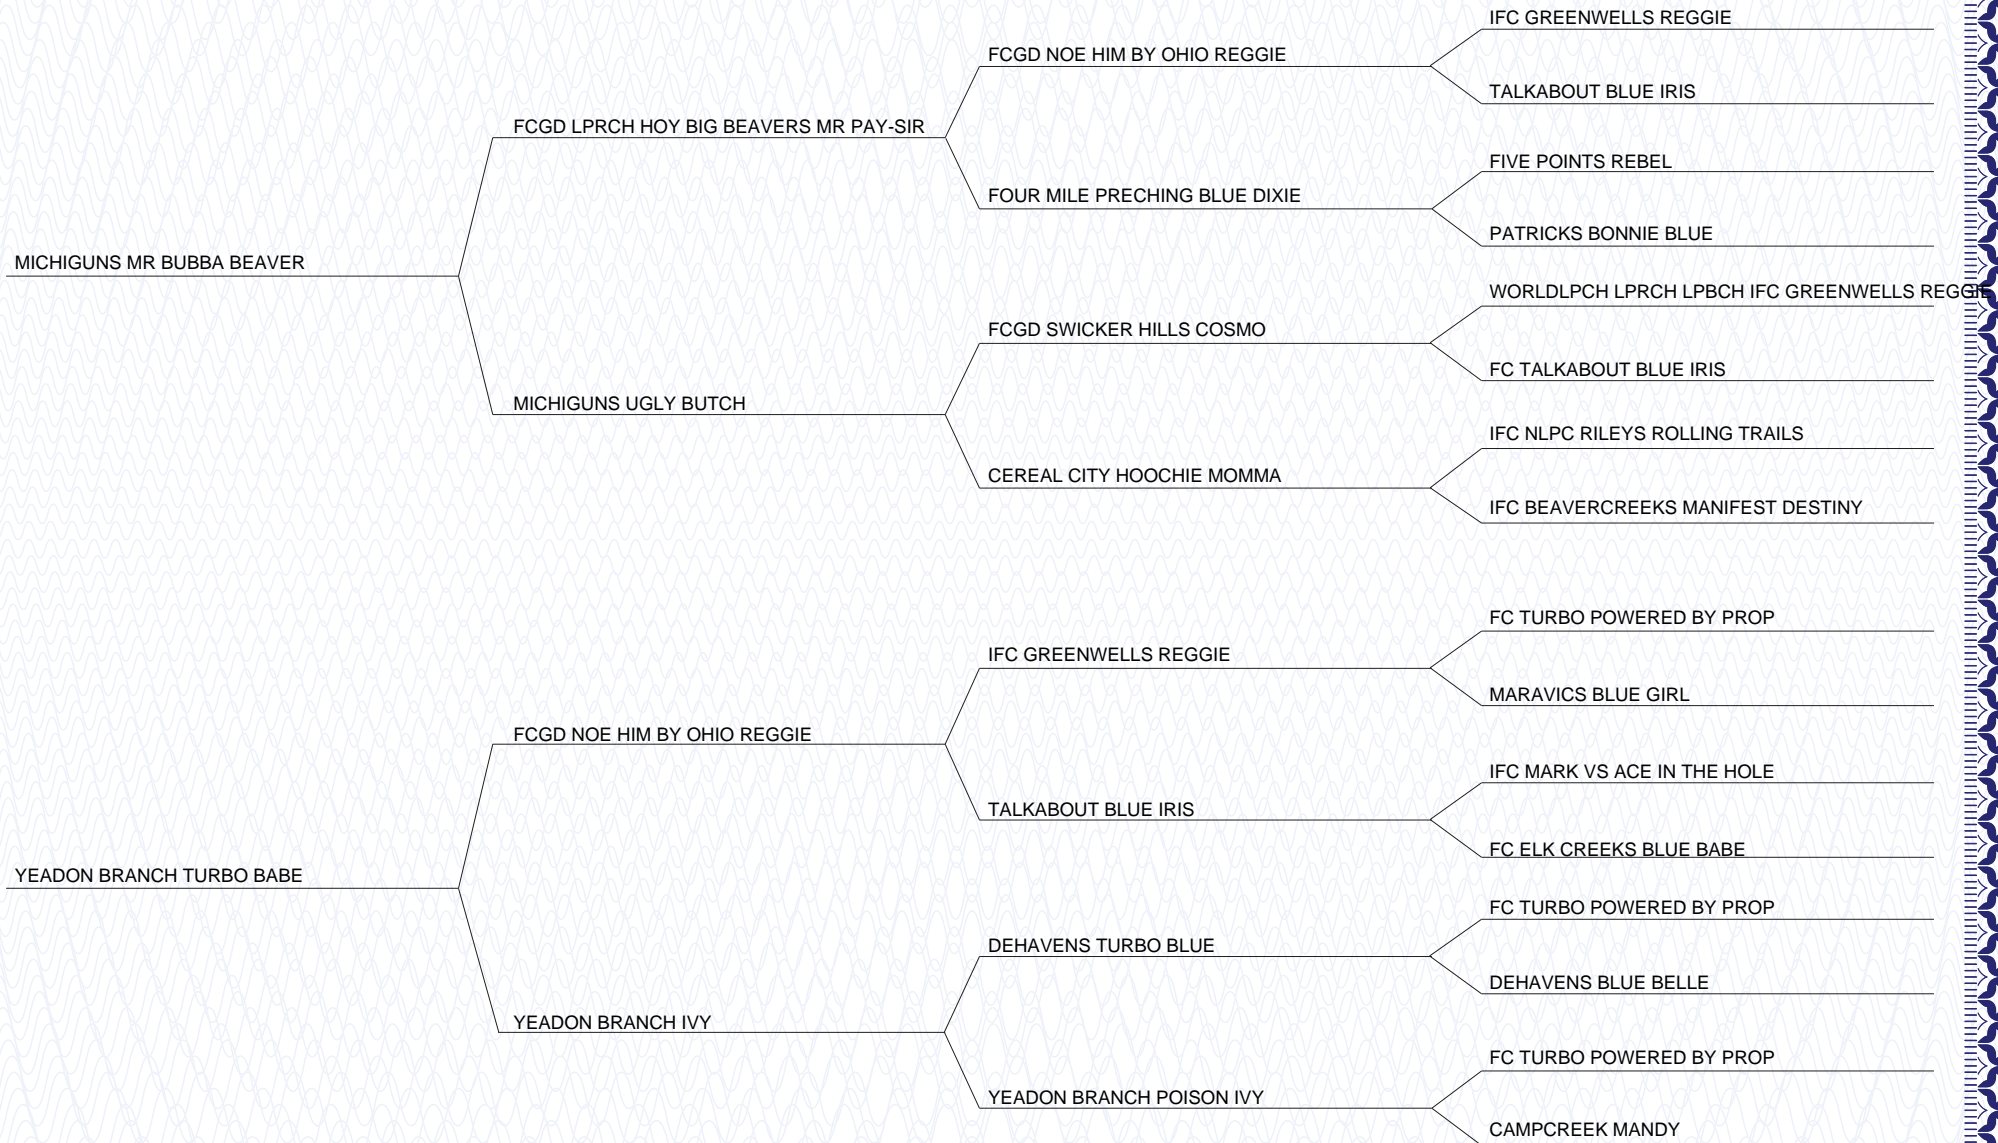 IFC GREENWELLS REGGIE
FCGD NOE HIM BY OHIO REGGIE
TALKABOUT BLUE IRIS
FCGD LPRCH HOY BIG BEAVERS MR PAY-SIR
FIVE POINTS REBEL
FOUR MILE PRECHING BLUE DIXIE
PATRICKS BONNIE BLUE
MICHIGUNS MR BUBBA BEAVER
WORLDLPCH LPRCH LPBCH IFC GREENWELLS REGGIE
FCGD SWICKER HILLS COSMO
FC TALKABOUT BLUE IRIS
MICHIGUNS UGLY BUTCH
IFC NLPC RILEYS ROLLING TRAILS
CEREAL CITY HOOCHIE MOMMA
IFC BEAVERCREEKS MANIFEST DESTINY
FC TURBO POWERED BY PROP
IFC GREENWELLS REGGIE
MARAVICS BLUE GIRL
FCGD NOE HIM BY OHIO REGGIE
IFC MARK VS ACE IN THE HOLE
TALKABOUT BLUE IRIS
FC ELK CREEKS BLUE BABE
YEADON BRANCH TURBO BABE
FC TURBO POWERED BY PROP
DEHAVENS TURBO BLUE
DEHAVENS BLUE BELLE
YEADON BRANCH IVY
FC TURBO POWERED BY PROP
YEADON BRANCH POISON IVY
CAMPCREEK MANDY